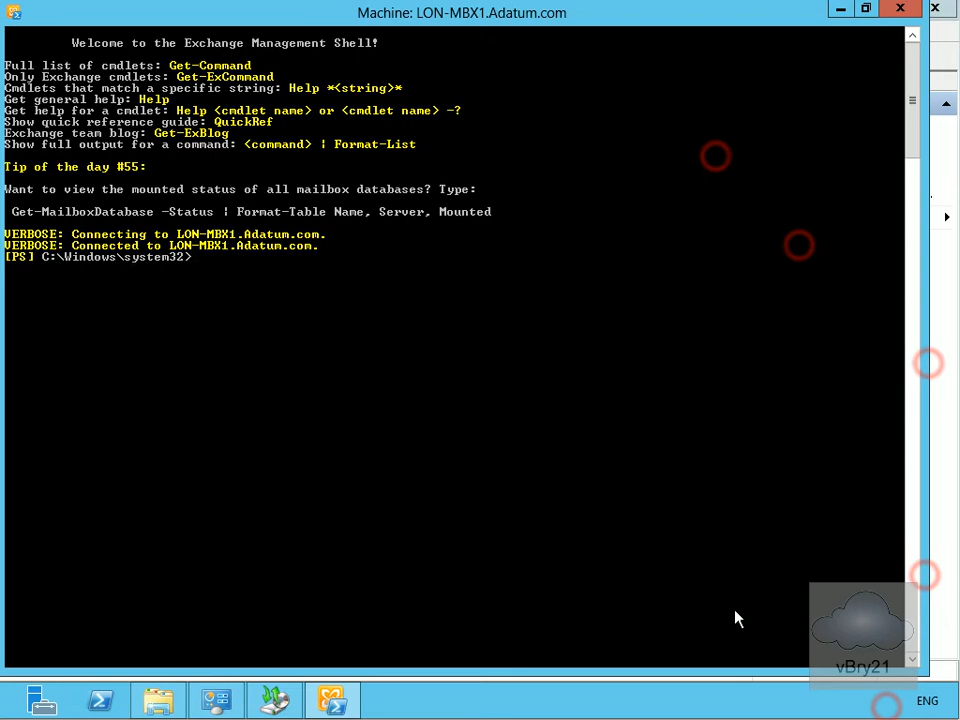 Machine: LON-MBX1.Adatum.com
Welcome to the Exchange Management Shell!
Full list of cmdlets: Get-Command
Only Exchange cmdlets: Get-ExCommand
Cmdlets that match a specific string: Help *<string>*
Get general help: Help
Get help for a cmdlet: Help <cmdlet name> or <cmdlet name> -?
Show quick reference guide: QuickRef
Exchange team blog: Get-ExBlog
Show full output for a command: <command> | Format-List
Tip of the day #55:
Want to view the mounted status of all mailbox databases? Type:
Get-MailboxDatabase -Status | Format-Table Name, Server, Mounted
VERBOSE: Connecting to LON-MBX1.Adatum.com.
VERBOSE: Connected to LON-MBX1.Adatum.com.
[PS] C:\Windows\system32>
vBry21
ENG